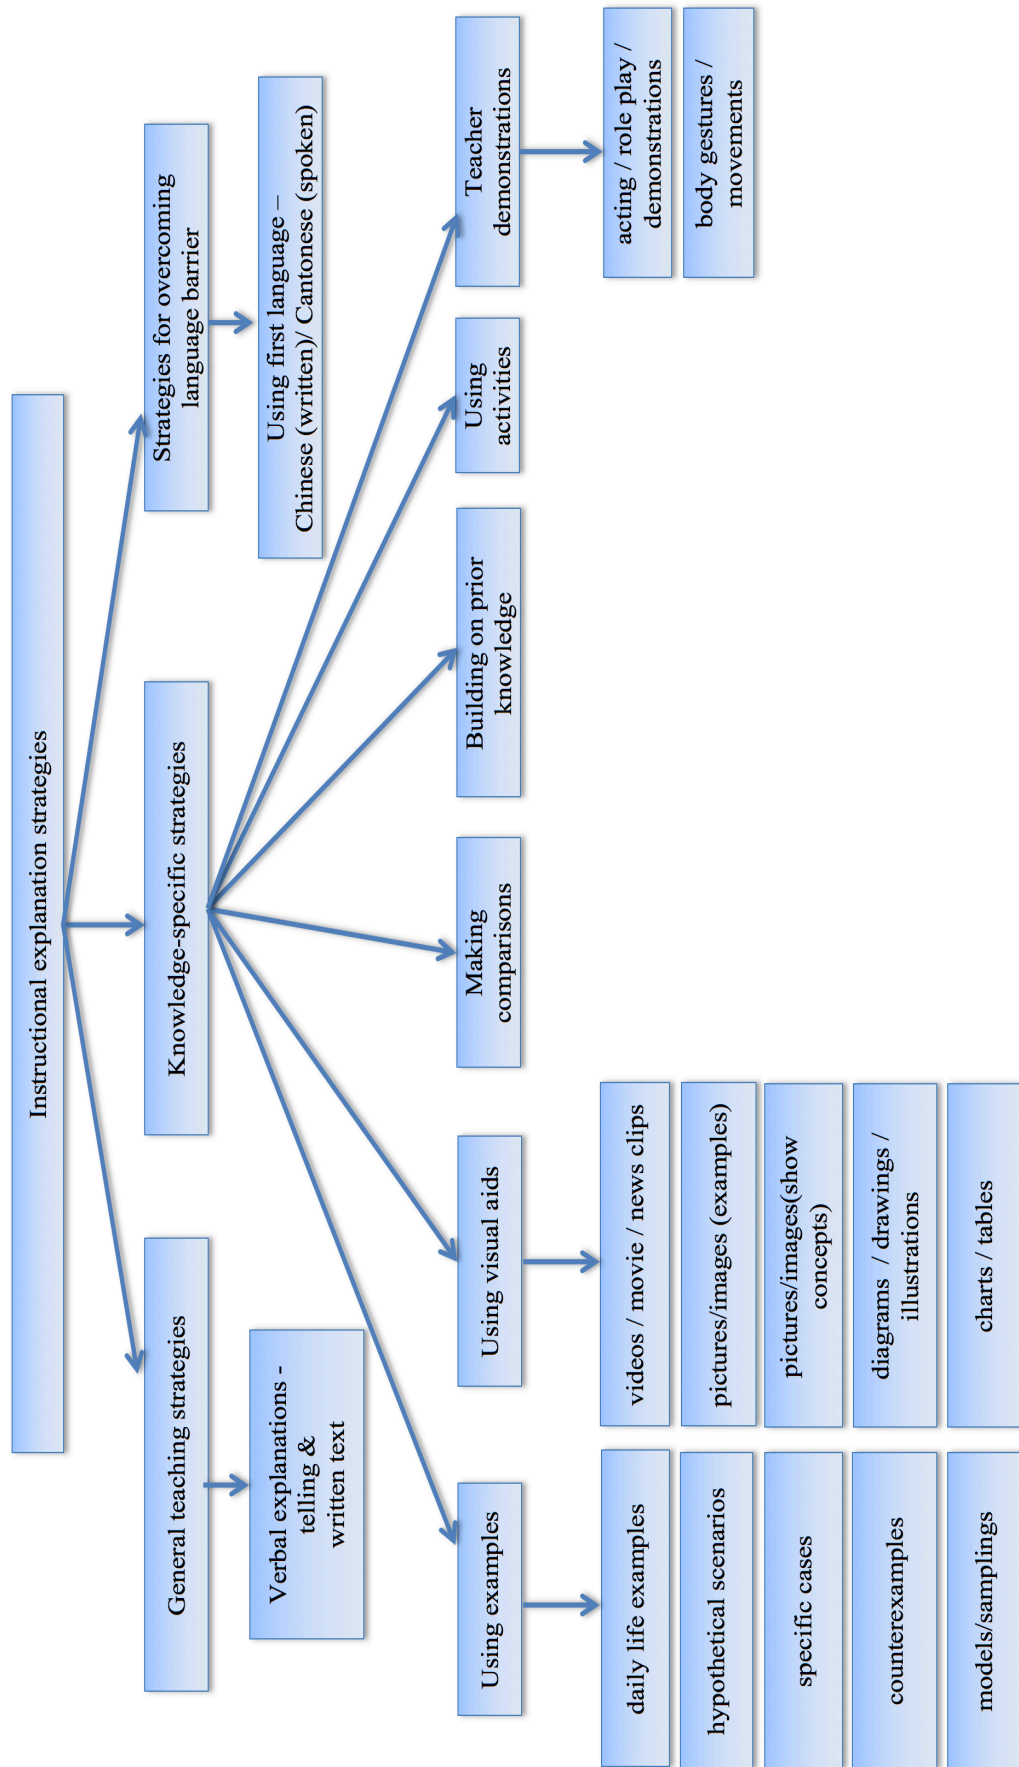 Instructional explanation strategies
General teaching strategies
Knowledge-specific strategies
Strategies for overcoming
language barrier
Verbal explanations -
telling &
written text
Using first language –
Chinese (written)/ Cantonese (spoken)
Using examples
Using visual aids
Making
comparisons
Building on prior
knowledge
Using
activities
Teacher
demonstrations
daily life examples
hypothetical scenarios
specific cases
counterexamples
models/samplings
videos / movie / news clips
pictures/images (examples)
pictures/images(show
concepts)
diagrams / drawings /
illustrations
charts / tables
acting / role play /
demonstrations
body gestures /
movements